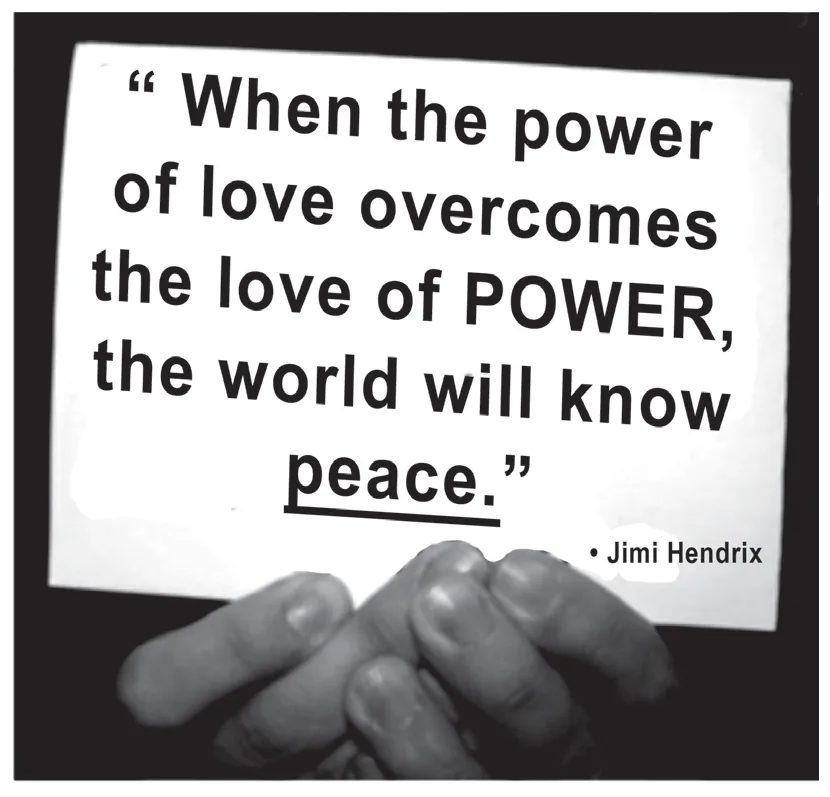 “ When the power
of love overcomes
the love of POWER,
the world will know
peace.”
• Jimi Hendrix